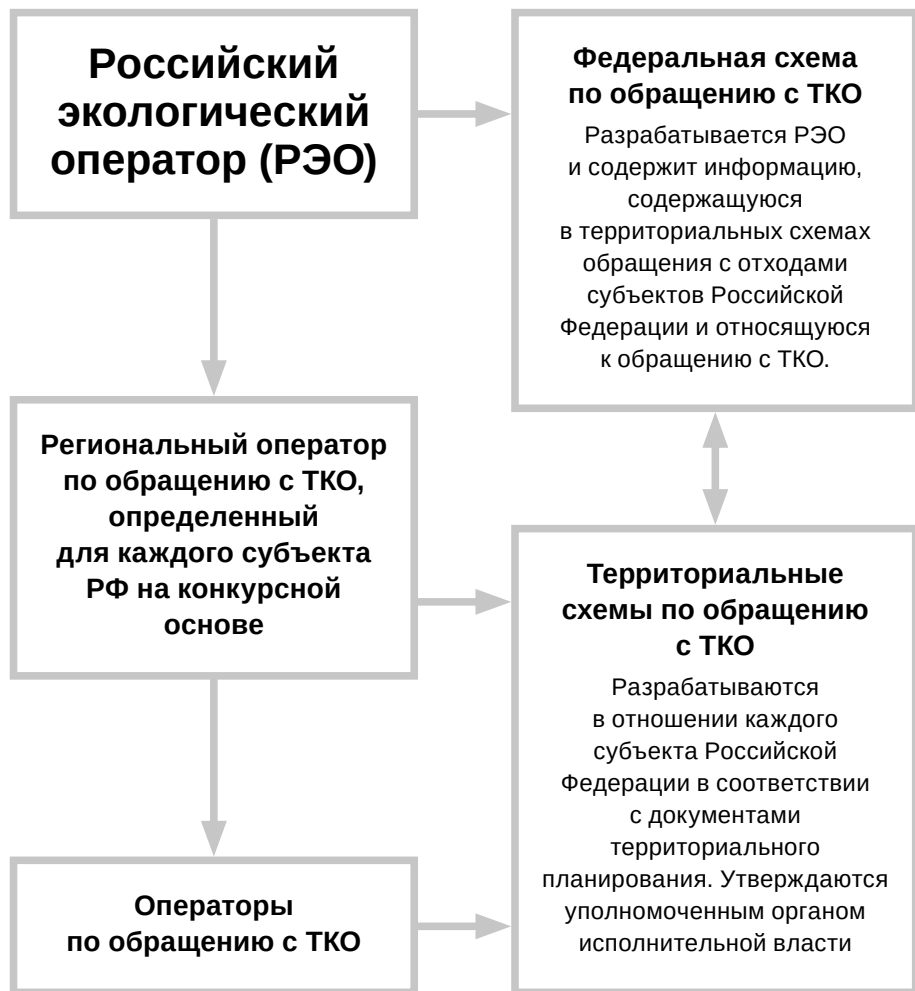 Российский
экологический
оператор (РЭО)
Федеральная схема
по обращению с ТКО
Разрабатывается РЭО
и содержит информацию,
содержащуюся
в территориальных схемах
обращения с отходами
субъектов Российской
Федерации и относящуюся
к обращению с ТКО.
Региональный оператор
по обращению с ТКО,
определенный
для каждого субъекта
РФ на конкурсной
основе
Территориальные
схемы по обращению
с ТКО
Разрабатываются
в отношении каждого
субъекта Российской
Федерации в соответствии
с документами
территориального
планирования. Утверждаются
уполномоченным органом
исполнительной власти
Операторы
по обращению с ТКО